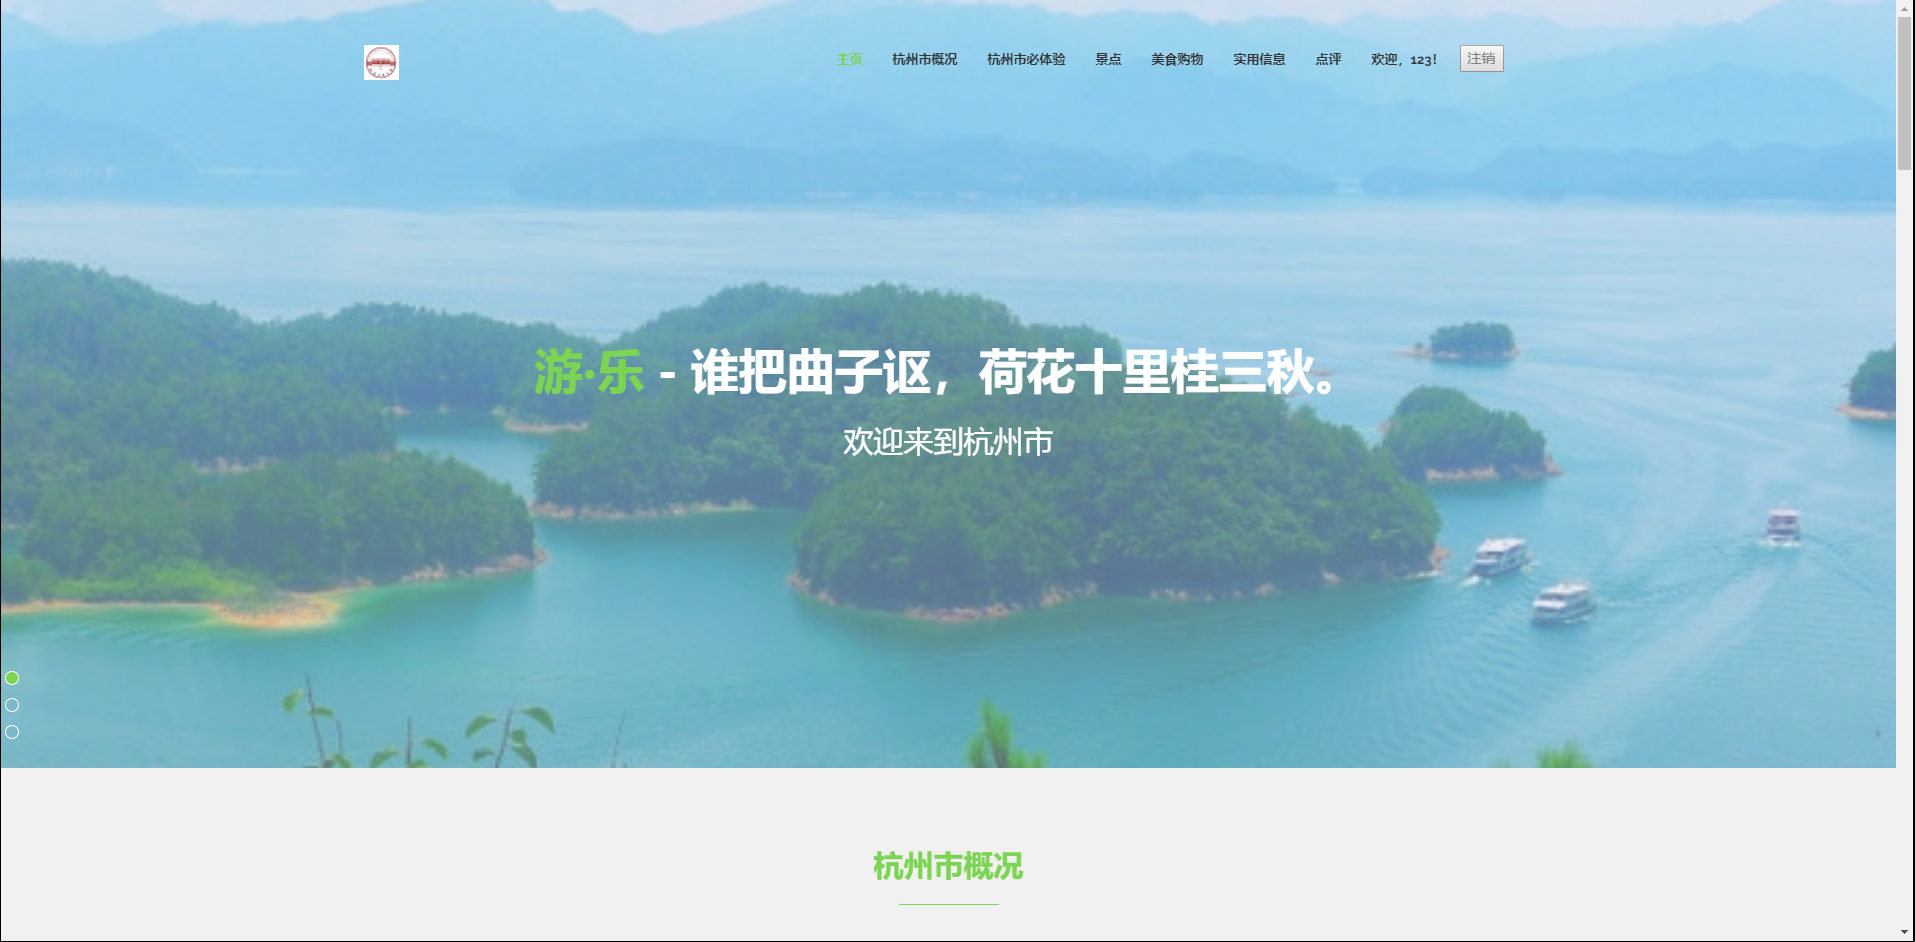 主页 杭州市概况 杭州市必体验 景点 美食购物 实用信息 点评 欢迎，123！ 注销
游·乐 - 谁把曲子讴，荷花十里桂三秋。
欢迎来到杭州市
杭州市概况